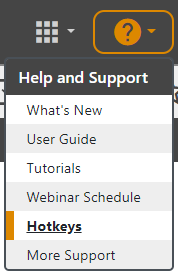 Help and Support
What's New
User Guide
Tutorials
Webinar Schedule
Hotkeys
More Support